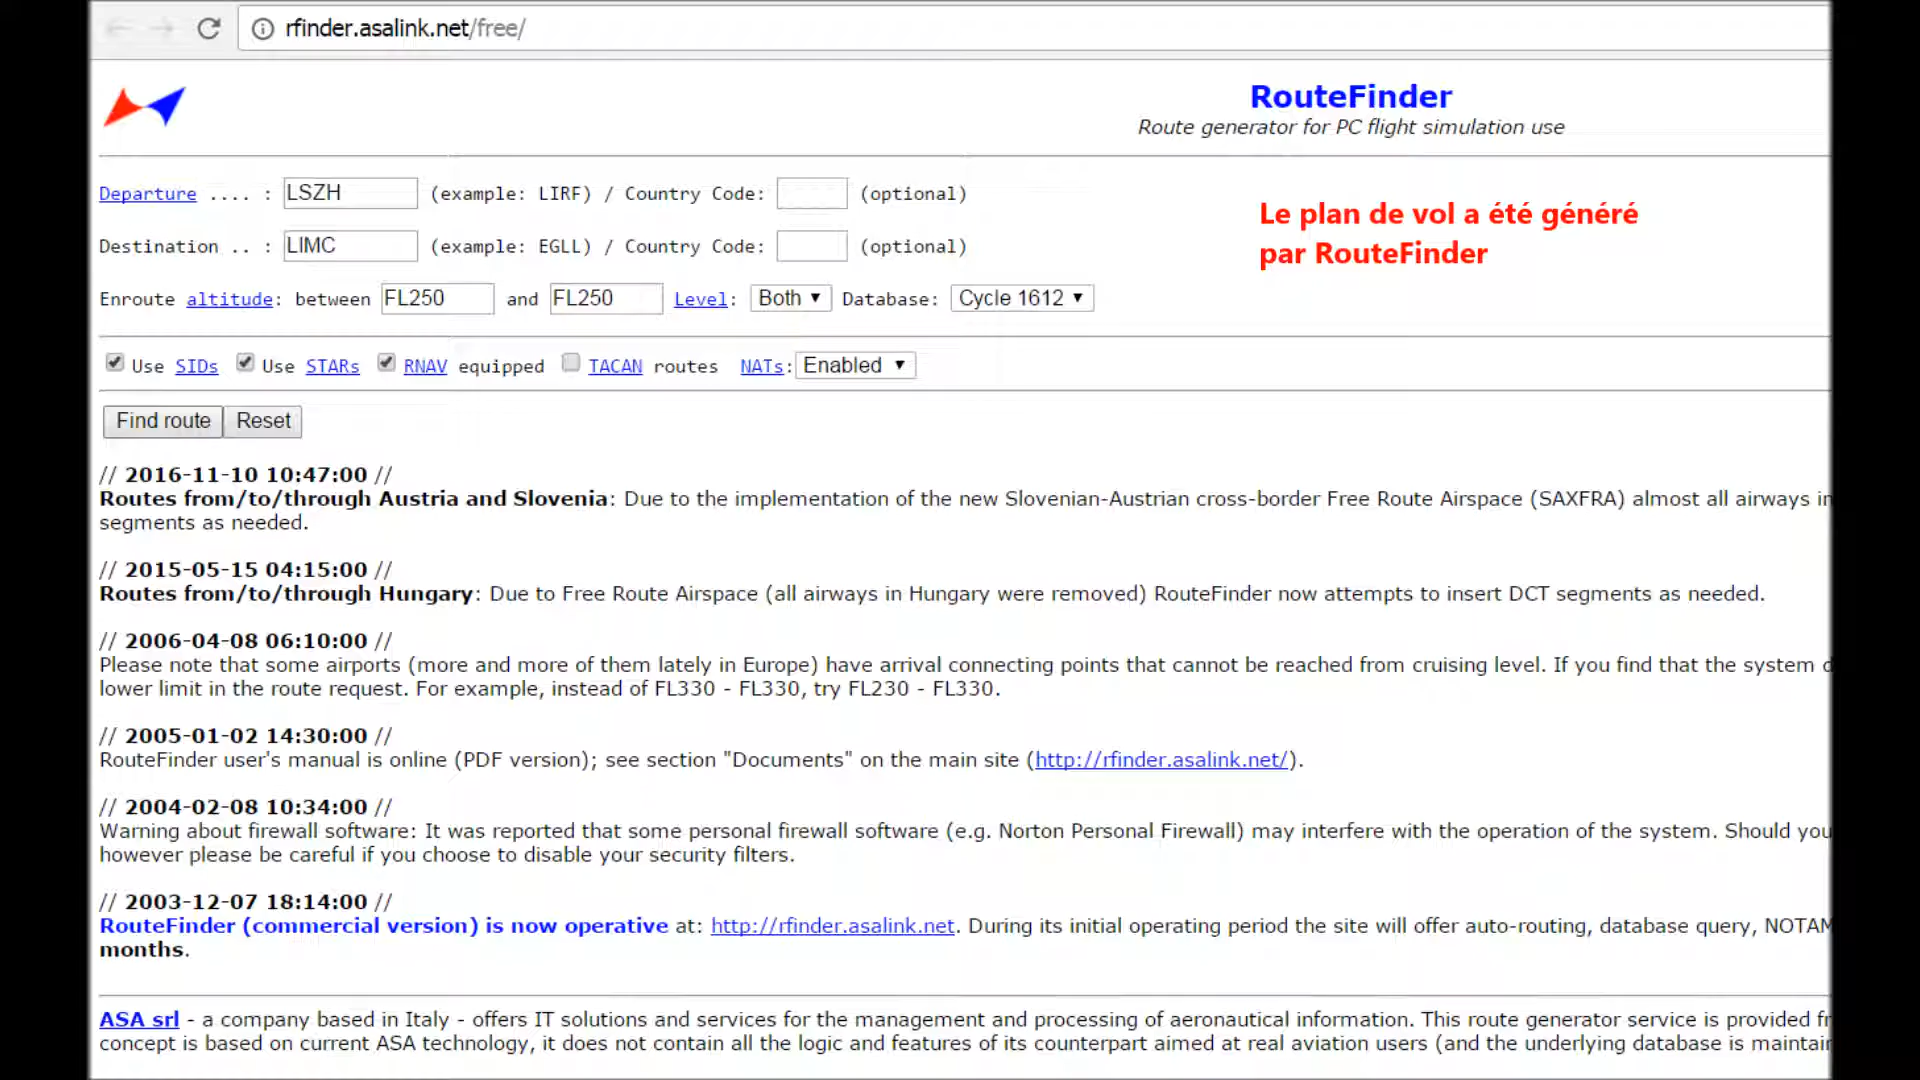 rfinder.asalink.net/free/
RouteFinder
Route generator for PC flight simulation use
Departure .... : LSZH (example: LIRF) / Country Code: (optional)
Destination .. : LIMC (example: EGLL) / Country Code: (optional)
Le plan de vol a été généré
par RouteFinder
Enroute altitude: between FL250 and FL250 Level: Both Database: Cycle 1612
Use SIDs Use STARs RNAV equipped TACAN routes NATs: Enabled
Find route Reset
// 2016-11-10 10:47:00 //
Routes from/to/through Austria and Slovenia: Due to the implementation of the new Slovenian-Austrian cross-border Free Route Airspace (SAXFRA) almost all airways in
segments as needed.
// 2015-05-15 04:15:00 //
Routes from/to/through Hungary: Due to Free Route Airspace (all airways in Hungary were removed) RouteFinder now attempts to insert DCT segments as needed.
// 2006-04-08 06:10:00 //
Please note that some airports (more and more of them lately in Europe) have arrival connecting points that cannot be reached from cruising level. If you find that the system
lower limit in the route request. For example, instead of FL330 - FL330, try FL230 - FL330.
// 2005-01-02 14:30:00 //
RouteFinder user's manual is online (PDF version); see section "Documents" on the main site (http://rfinder.asalink.net/).
// 2004-02-08 10:34:00 //
Warning about firewall software: It was reported that some personal firewall software (e.g. Norton Personal Firewall) may interfere with the operation of the system. Should you
however please be careful if you choose to disable your security filters.
// 2003-12-07 18:14:00 //
RouteFinder (commercial version) is now operative at: http://rfinder.asalink.net. During its initial operating period the site will offer auto-routing, database query, NOTAM
months.
ASA srl - a company based in Italy - offers IT solutions and services for the management and processing of aeronautical information. This route generator service is provided
concept is based on current ASA technology, it does not contain all the logic and features of its counterpart aimed at real aviation users (and the underlying database is